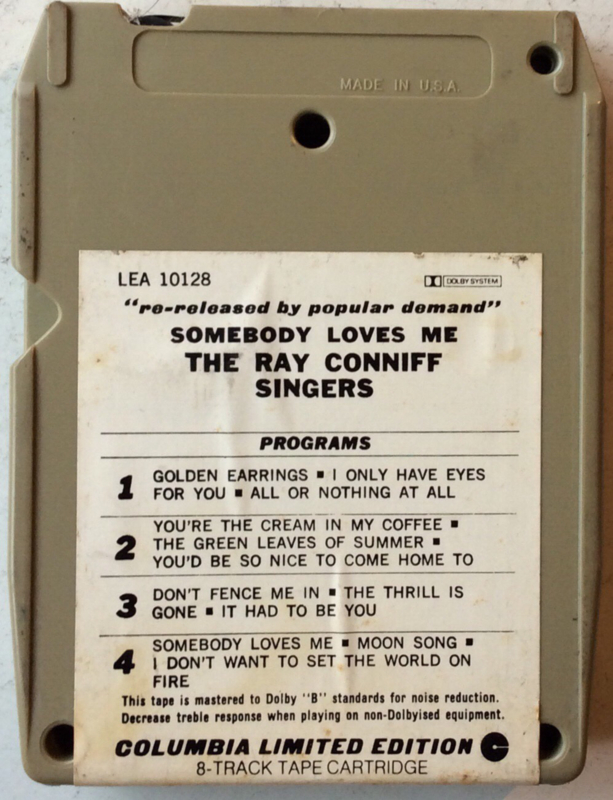 MADE IN U.S.A.
LEA 10128
DOLBY SYSTEM
"re-released by popular demand"
SOMEBODY LOVES ME
THE RAY CONNIFF
SINGERS
PROGRAMS
1 GOLDEN EARRINGS ▪ I ONLY HAVE EYES
FOR YOU ▪ ALL OR NOTHING AT ALL
2 YOU'RE THE CREAM IN MY COFFEE ▪
THE GREEN LEAVES OF SUMMER ▪
YOU'D BE SO NICE TO COME HOME TO
3 DON'T FENCE ME IN ▪ THE THRILL IS
GONE ▪ IT HAD TO BE YOU
4 SOMEBODY LOVES ME ▪ MOON SONG ▪
I DON'T WANT TO SET THE WORLD ON
FIRE
This tape is mastered to Dolby "B" standards for noise reduction.
Decrease treble response when playing on non-Dolbyised equipment.
COLUMBIA LIMITED EDITION
8-TRACK TAPE CARTRIDGE